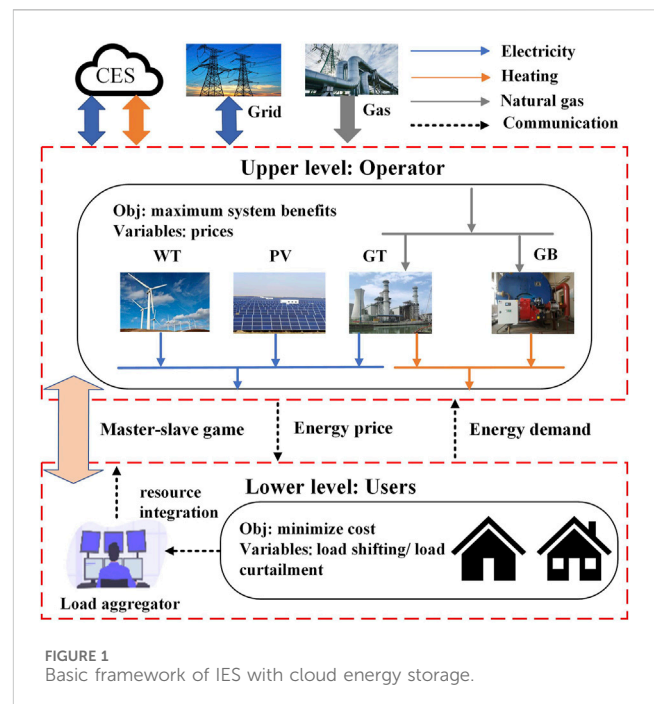 CES
Grid
Gas
Electricity
Heating
Natural gas
Communication
Upper level: Operator
Obj: maximum system benefits
Variables: prices
WT
PV
GT
GB
Master-slave game
Energy price
Energy demand
Lower level: Users
resource
integration
Obj: minimize cost
Variables: load shifting/ load
curtailment
Load aggregator
FIGURE 1
Basic framework of IES with cloud energy storage.